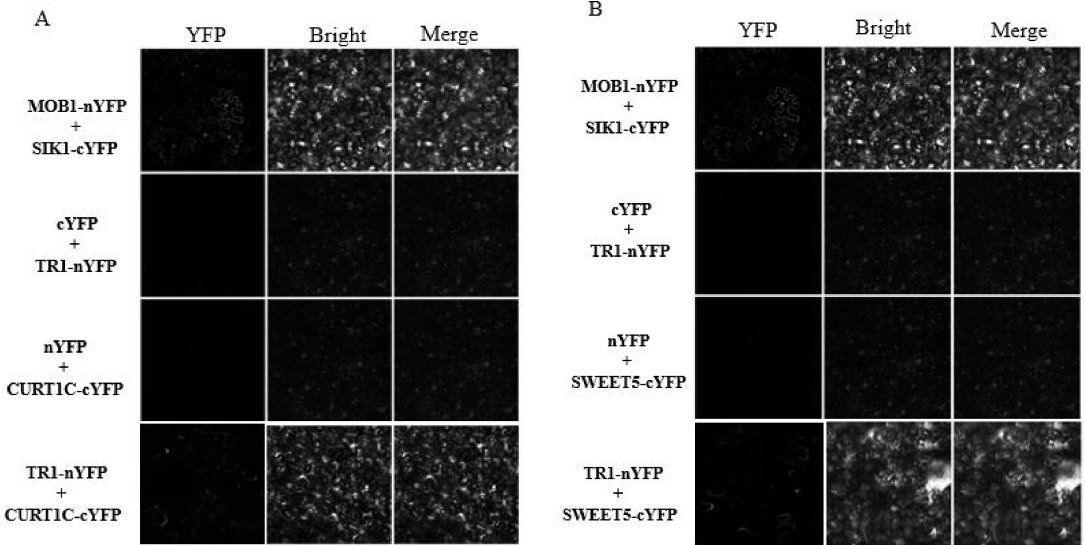 A
YFP Bright Merge
MOB1-nYFP
+
SIK1-cYFP
cYFP
+
TR1-nYFP
nYFP
+
CURT1C-cYFP
TR1-nYFP
+
CURT1C-cYFP
B
YFP Bright Merge
MOB1-nYFP
+
SIK1-cYFP
cYFP
+
TR1-nYFP
nYFP
+
SWEET5-cYFP
TR1-nYFP
+
SWEET5-cYFP